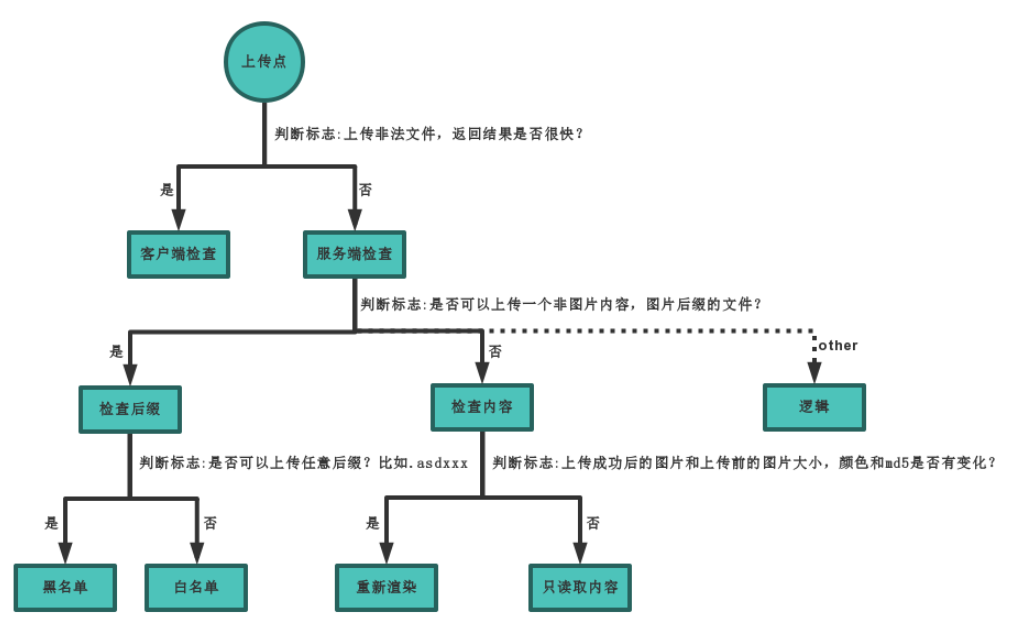 上传点
判断标志:上传非法文件，返回结果是否很快?
是
否
客户端检查
服务端检查
判断标志:是否可以上传一个非图片内容，图片后缀的文件?
other
是
否
检查后缀
检查内容
逻辑
判断标志:是否可以上传任意后缀? 比如.asdxxx
判断标志:上传成功后的图片和上传前的图片大小，颜色和md5是否有变化?
是
否
是
否
黑名单
白名单
重新渲染
只读取内容